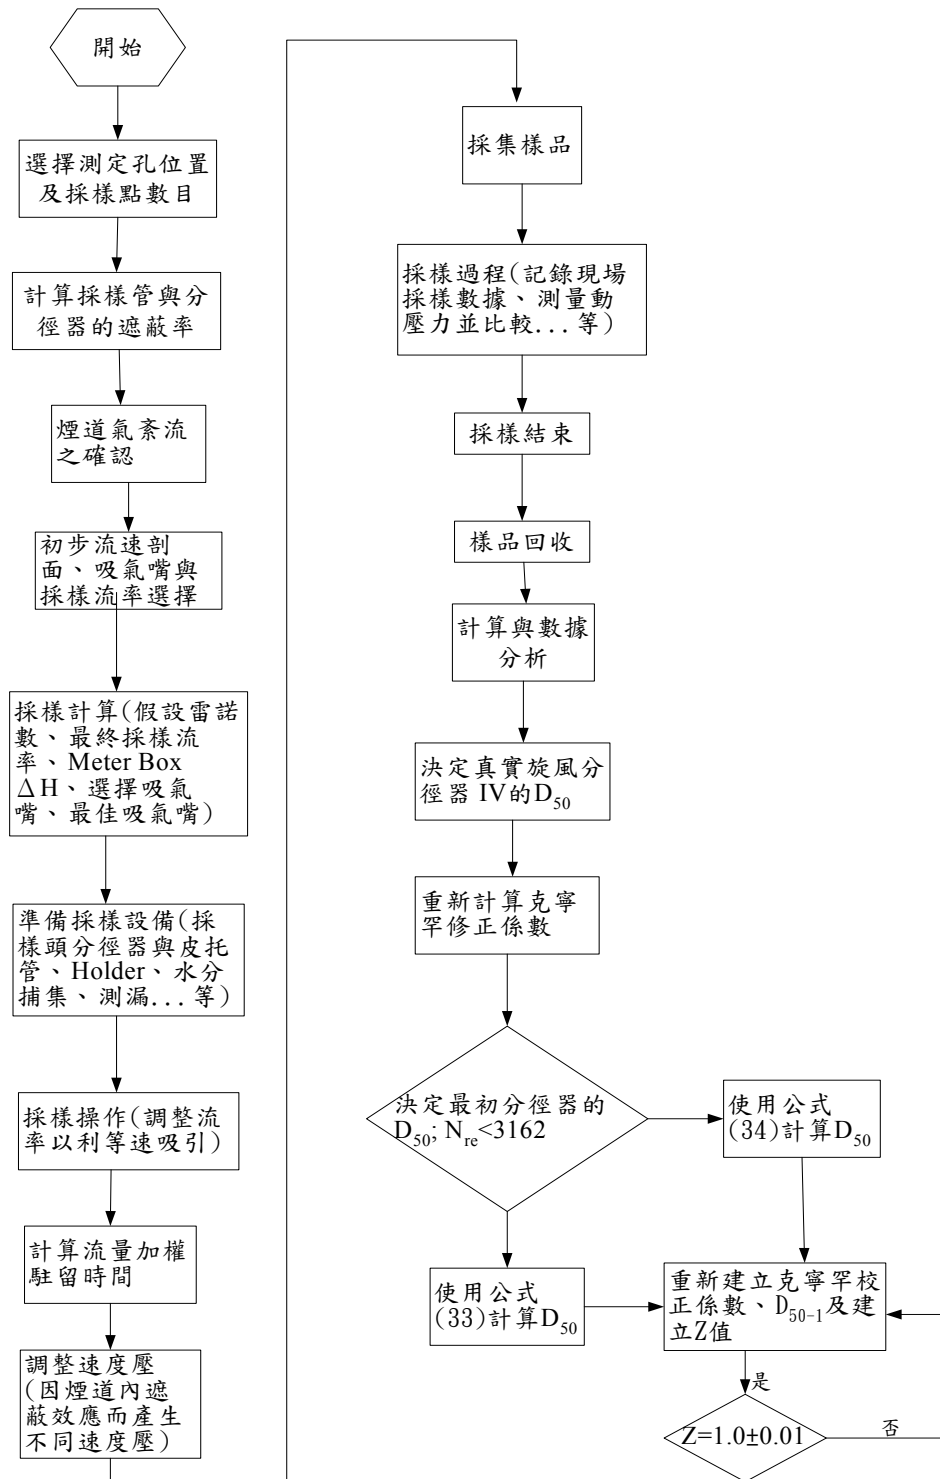 開始
選擇測定孔位置
及採樣點數目
計算採樣管與分
徑器的遮蔽率
煙道氣紊流
之確認
初步流速剖
面、吸氣嘴與
採樣流率選擇
採樣計算(假設雷諾
數、最終採樣流
率、Meter Box
ΔH、選擇吸氣
嘴、最佳吸氣嘴)
準備採樣設備(採
樣頭分徑器與皮托
管、Holder、水分
捕集、測漏...等)
採樣操作(調整流
率以利等速吸引)
計算流量加權
駐留時間
調整速度壓
(因煙道內遮
蔽效應而產生
不同速度壓)
採集樣品
採樣過程(記錄現場
採樣數據、測量動
壓力並比較...等)
採樣結束
樣品回收
計算與數據
分析
決定真實旋風分
徑器 IV的D50
重新計算克寧
罕修正係數
決定最初分徑器的
D50; Nre<3162
使用公式
(34)計算D50
使用公式
(33)計算D50
重新建立克寧罕校
正係數、D50-1及建
立Z值
是
Z=1.0±0.01
否